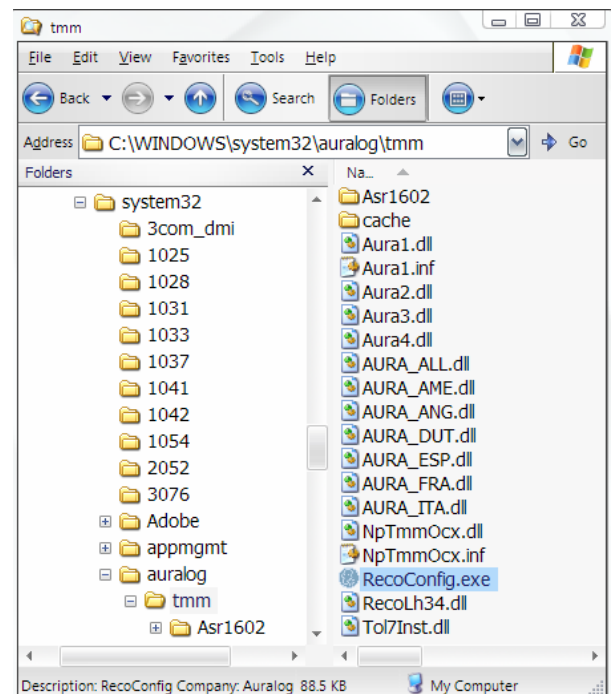 tmm
File Edit View Favorites Tools Help
Back Search Folders
Address C:\WINDOWS\system32\auralog\tmm Go
Folders x
system32
3com_dmi
1025
1028
1031
1033
1037
1041
1042
1054
2052
3076
Adobe
appmgmt
auralog
tmm
Asr1602
Na...
Asr1602
cache
Aura1.dll
Aura1.inf
Aura2.dll
Aura3.dll
Aura4.dll
AURA_ALL.dll
AURA_AME.dll
AURA_ANG.dll
AURA_DUT.dll
AURA_ESP.dll
AURA_FRA.dll
AURA_ITA.dll
NpTmmOcx.dll
NpTmmOcx.inf
RecoConfig.exe
RecoLh34.dll
Tol7Inst.dll
Description: RecoConfig Company: Auralog 88.5 KB My Computer